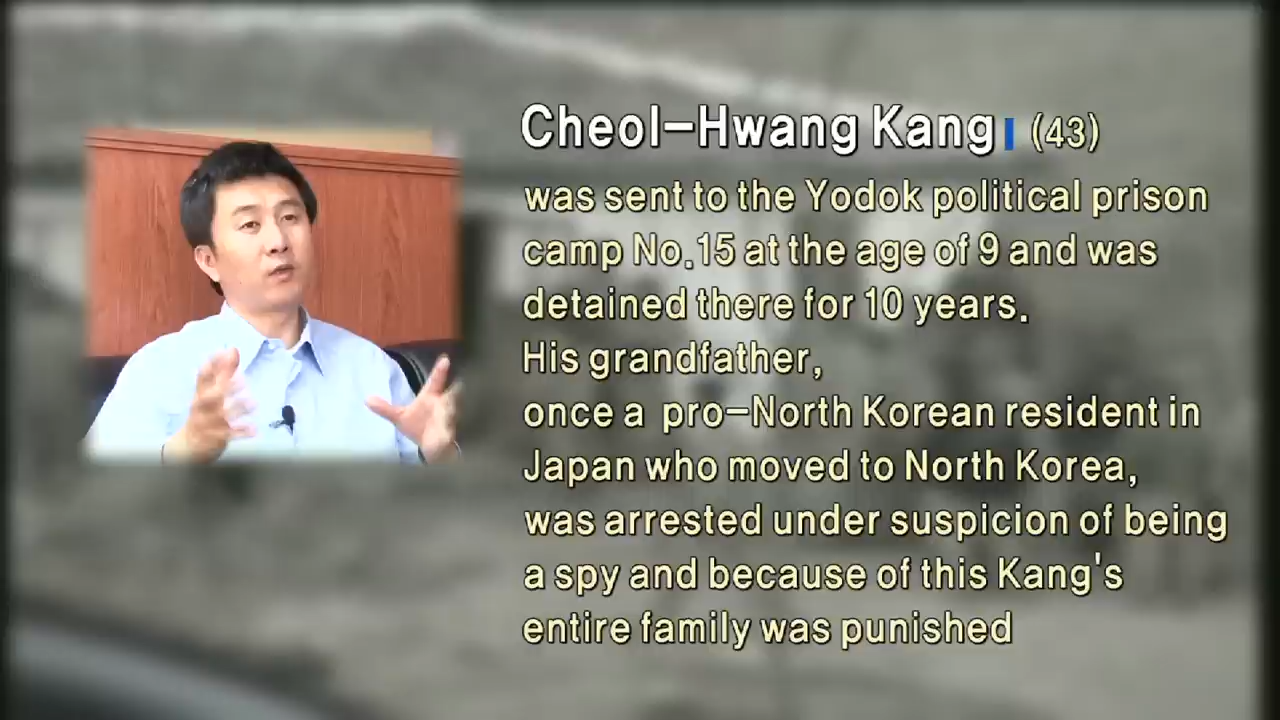 Cheol-Hwang Kang (43)
was sent to the Yodok political prison
camp No.15 at the age of 9 and was
detained there for 10 years.
His grandfather,
once a pro-North Korean resident in
Japan who moved to North Korea,
was arrested under suspicion of being
a spy and because of this Kang's
entire family was punished